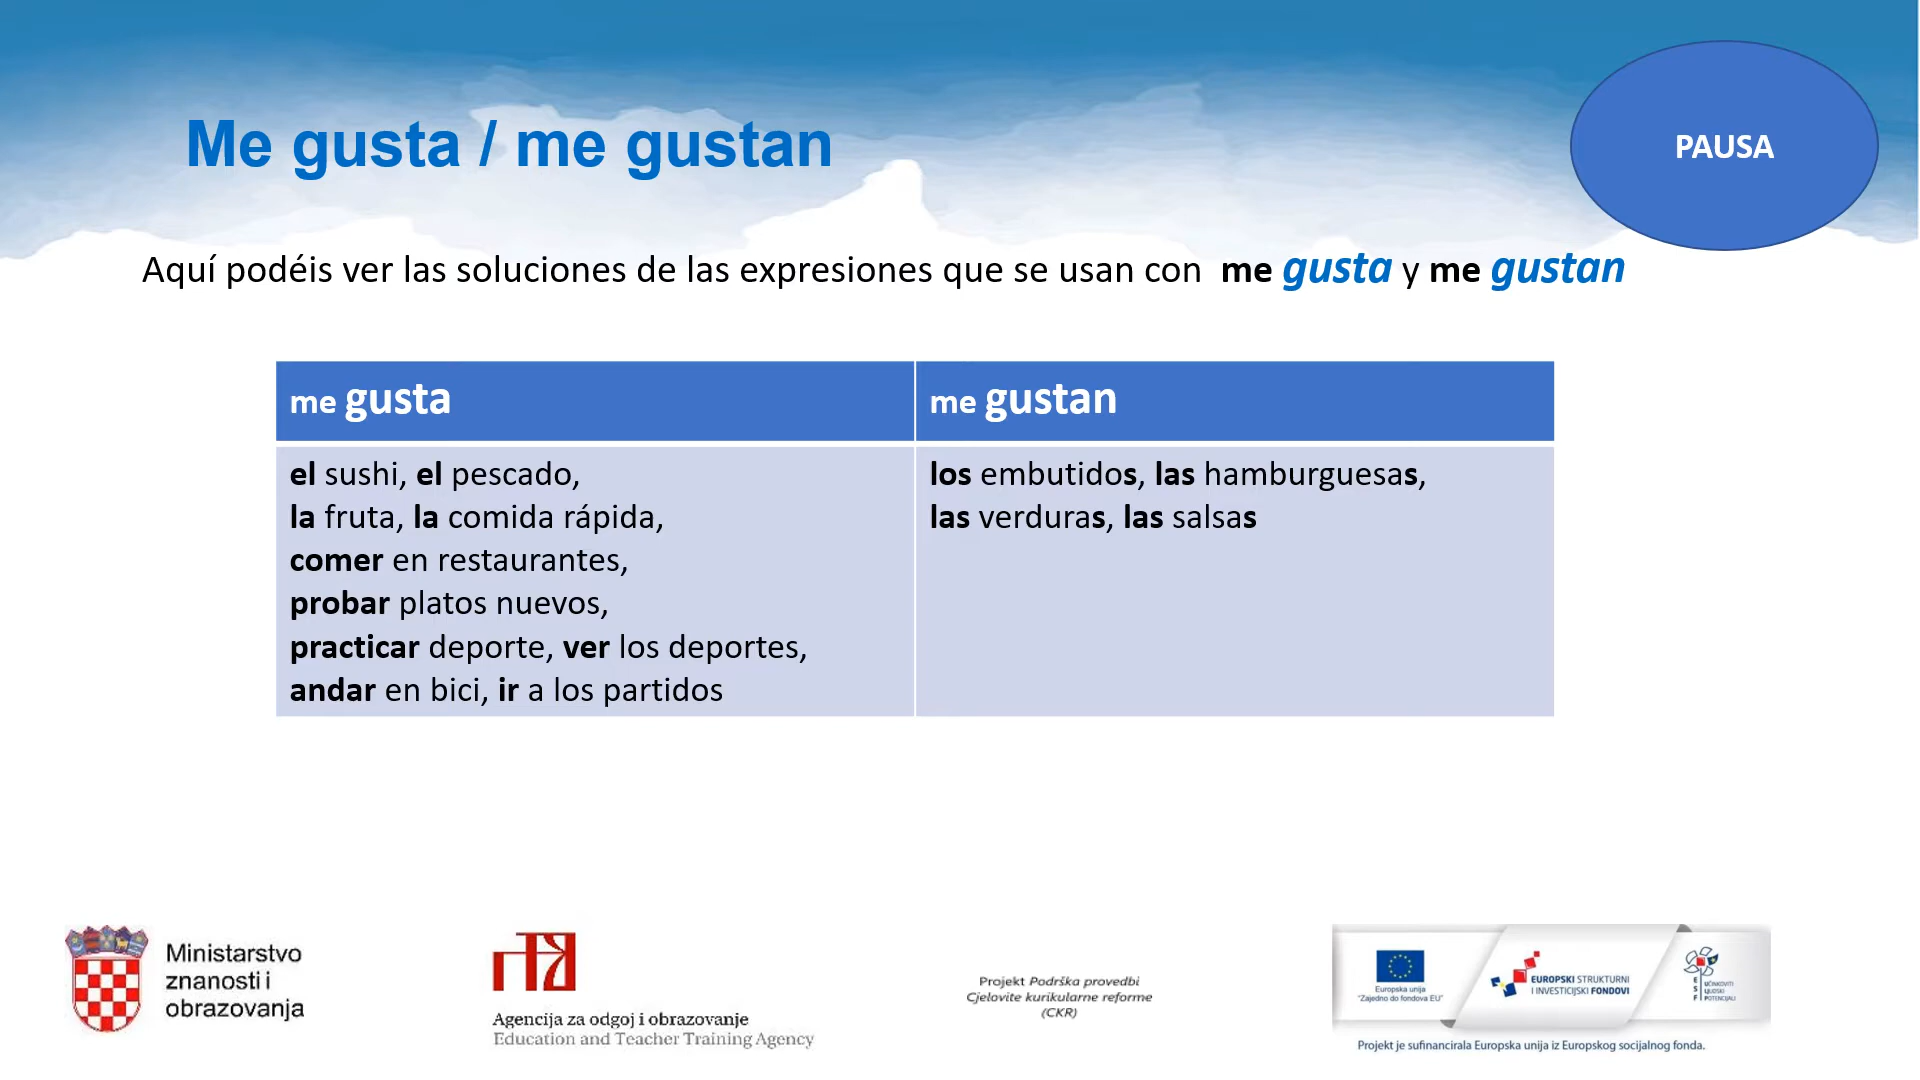 Me gusta / me gustan
PAUSA
Aquí podéis ver las soluciones de las expresiones que se usan con me gusta y me gustan
me gusta
me gustan
el sushi, el pescado,
la fruta, la comida rápida,
comer en restaurantes,
probar platos nuevos,
practicar deporte, ver los deportes,
andar en bici, ir a los partidos
los embutidos, las hamburguesas,
las verduras, las salsas
Ministarstvo
znanosti i
obrazovanja
Agencija za odgoj i obrazovanje
Education and Teacher Training Agency
Projekt Podrška provedbi
Cjelovite kurikularne reforme
(CKR)
Europska unija
"Zajedno do fondova EU"
EUROPSKI STRUKTURNI
I INVESTICIJSKI FONDOVI
ESF
UČINKOVITI
LJUDSKI
POTENCIJALI
Projekt je sufinancirala Europska unija iz Europskog socijalnog fonda.